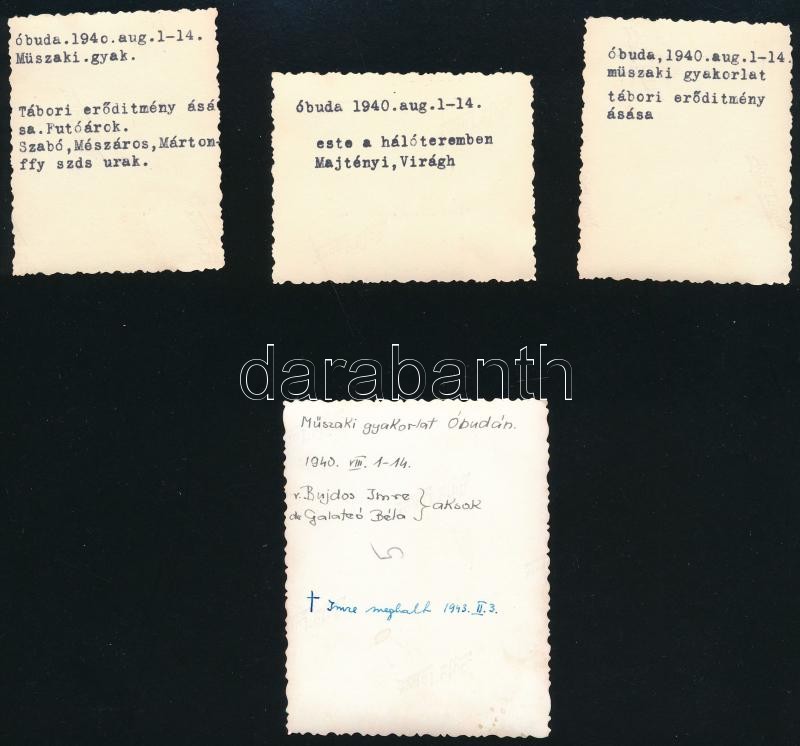 óbuda.194o.aug.1-14.
Müszaki.gyak.
Tábori erőditmény ásá
sa.Futóárok.
Szabó,Mészáros,Márton-
ffy szds urak.
óbuda 1940.aug.1-14.
este a hálóteremben
Majtényi,Virágh
óbuda,1940.aug.1-14.
müszaki gyakorlat
tábori erőditmény
ásása
darabanth
Műszaki gyakorlat Óbudán.
1940. VIII. 1-14.
v. Bujdos Imre
de Galateó Béla } aksok
† Imre meghalt 1943. II. 3.